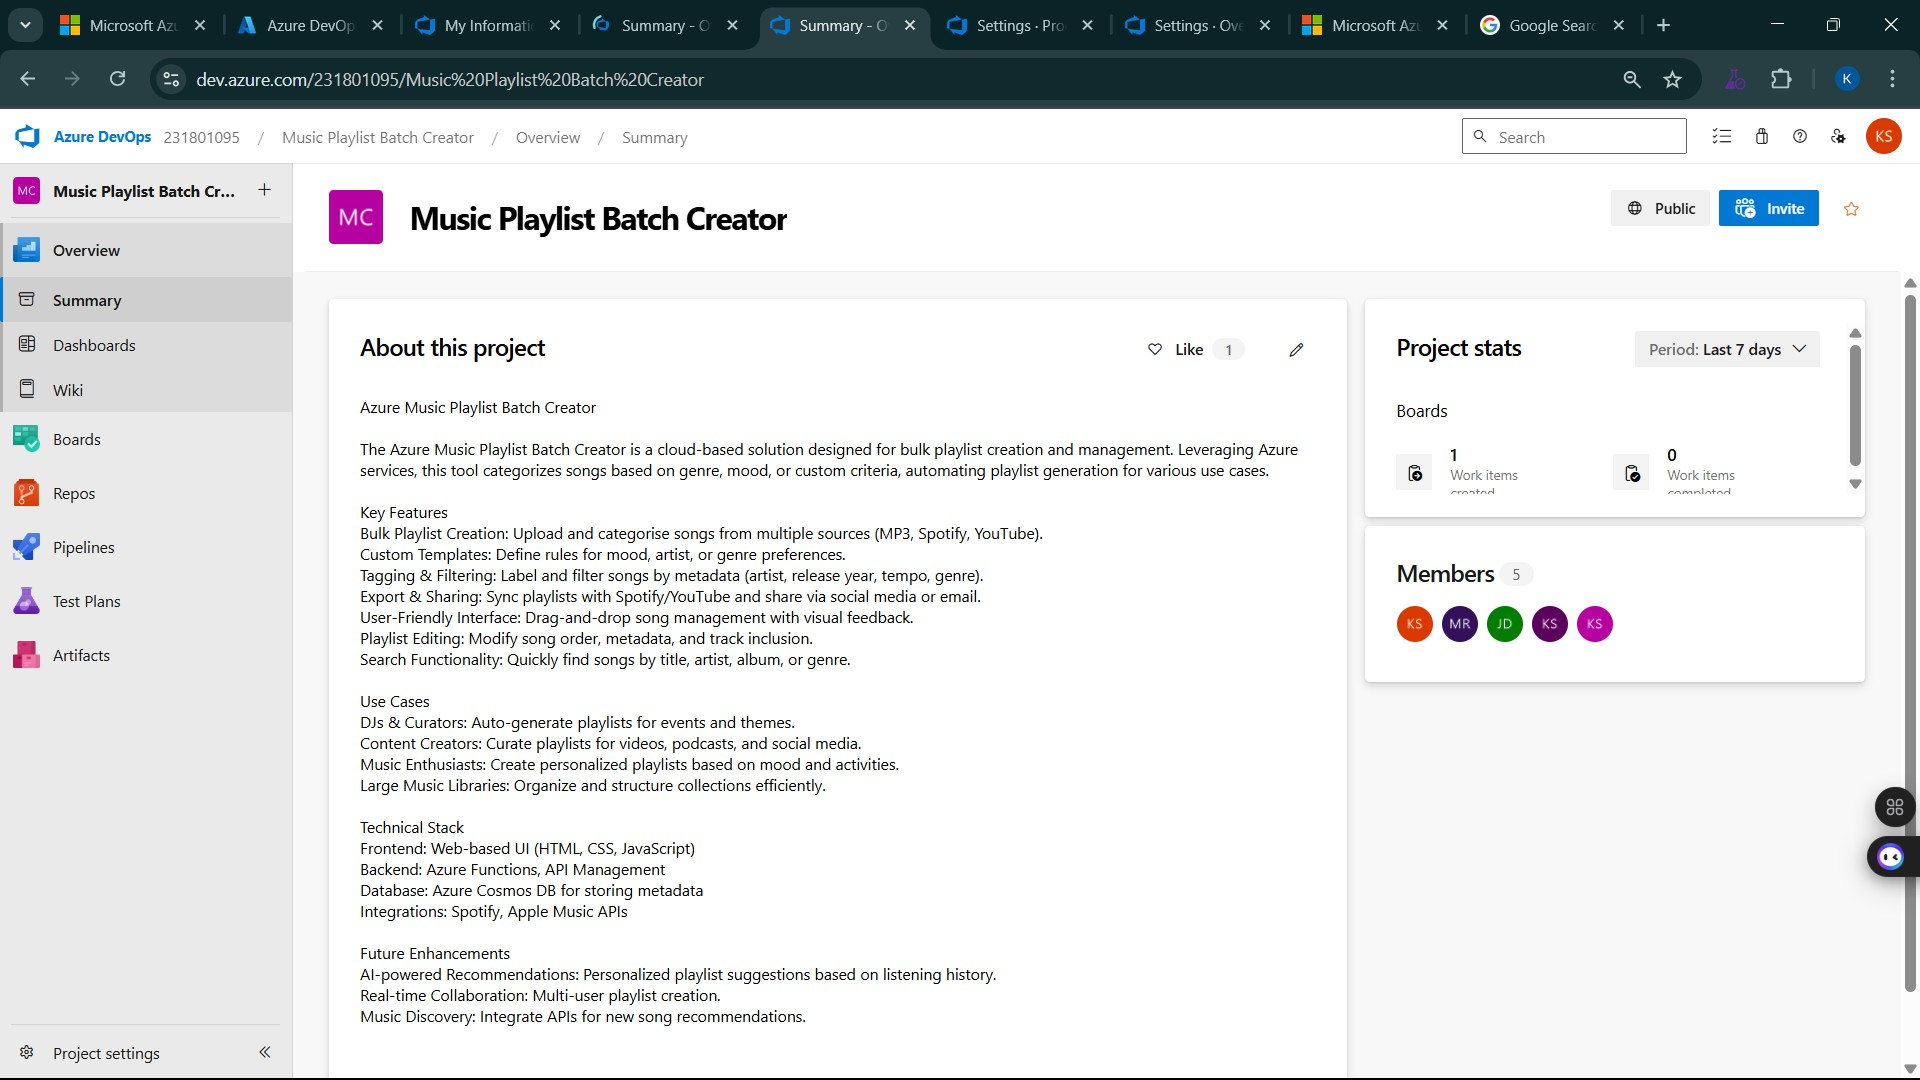 Microsoft Azu
Azure DevOp
My Informati
Summary - O
Summary - O
Settings · Pro
Settings · Ove
Microsoft Azu
Google Searc
dev.azure.com/231801095/Music%20Playlist%20Batch%20Creator
K
Azure DevOps 231801095 / Music Playlist Batch Creator / Overview / Summary
Search
KS
MC Music Playlist Batch Cr...
Overview
Summary
Dashboards
Wiki
Boards
Repos
Pipelines
Test Plans
Artifacts
Project settings
MC Music Playlist Batch Creator
Public
Invite
About this project
Like 1
Azure Music Playlist Batch Creator
The Azure Music Playlist Batch Creator is a cloud-based solution designed for bulk playlist creation and management. Leveraging Azure
services, this tool categorizes songs based on genre, mood, or custom criteria, automating playlist generation for various use cases.
Key Features
Bulk Playlist Creation: Upload and categorise songs from multiple sources (MP3, Spotify, YouTube).
Custom Templates: Define rules for mood, artist, or genre preferences.
Tagging & Filtering: Label and filter songs by metadata (artist, release year, tempo, genre).
Export & Sharing: Sync playlists with Spotify/YouTube and share via social media or email.
User-Friendly Interface: Drag-and-drop song management with visual feedback.
Playlist Editing: Modify song order, metadata, and track inclusion.
Search Functionality: Quickly find songs by title, artist, album, or genre.
Use Cases
DJs & Curators: Auto-generate playlists for events and themes.
Content Creators: Curate playlists for videos, podcasts, and social media.
Music Enthusiasts: Create personalized playlists based on mood and activities.
Large Music Libraries: Organize and structure collections efficiently.
Technical Stack
Frontend: Web-based UI (HTML, CSS, JavaScript)
Backend: Azure Functions, API Management
Database: Azure Cosmos DB for storing metadata
Integrations: Spotify, Apple Music APIs
Future Enhancements
AI-powered Recommendations: Personalized playlist suggestions based on listening history.
Real-time Collaboration: Multi-user playlist creation.
Music Discovery: Integrate APIs for new song recommendations.
Project stats
Period: Last 7 days
Boards
1
Work items
created
0
Work items
completed
Members 5
KS MR JD KS KS